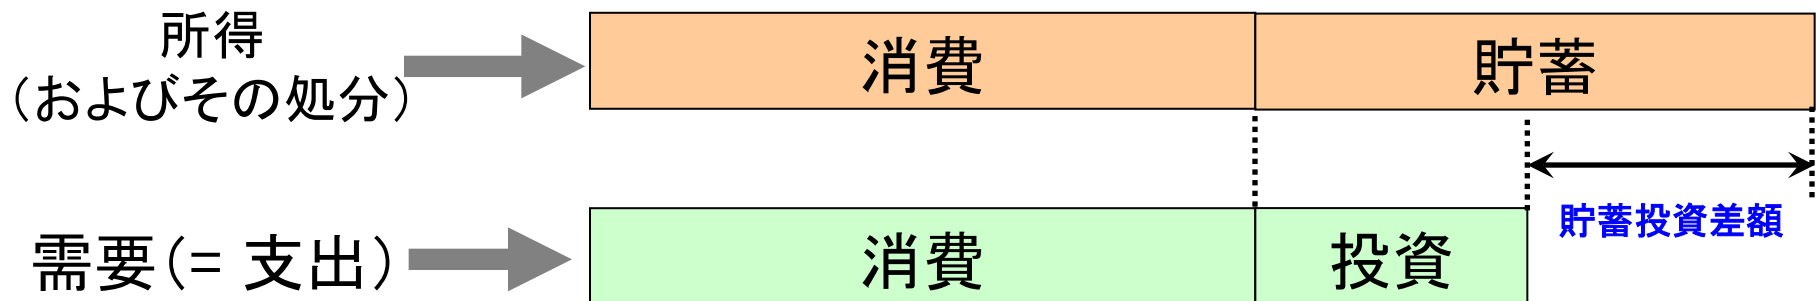 所得
（およびその処分）
消費
貯蓄
貯蓄投資差額
需要(= 支出)
消費
投資